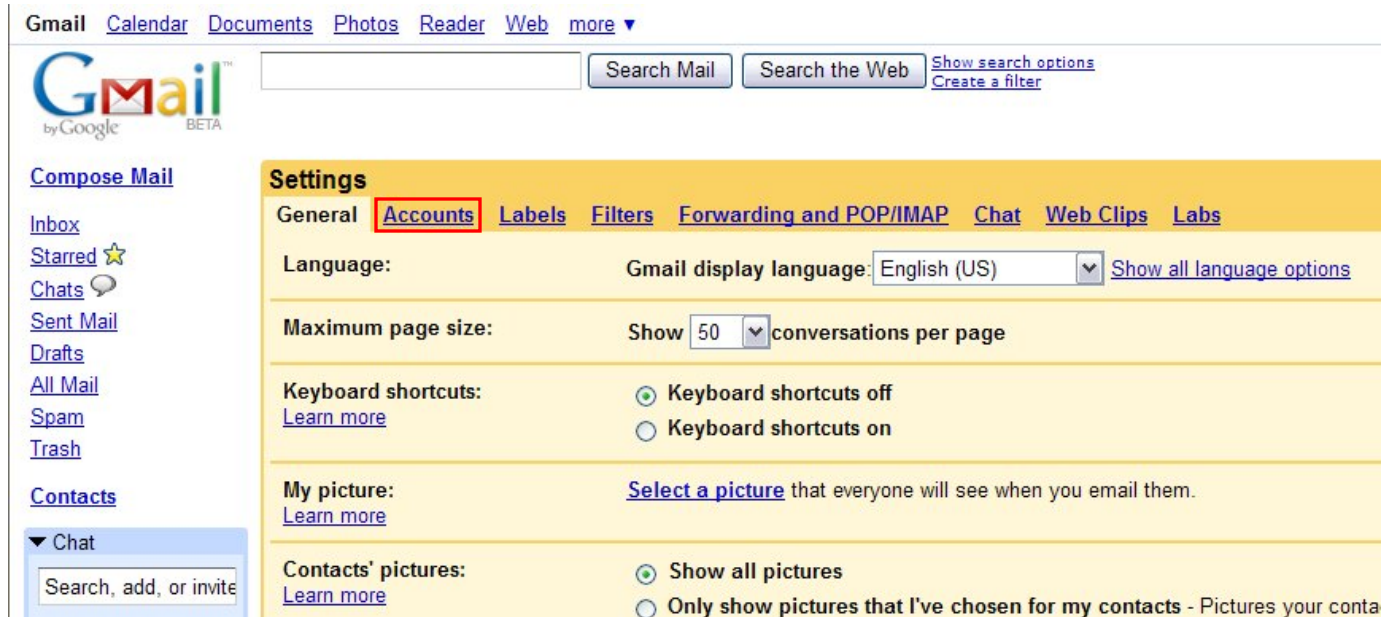 Gmail Calendar Documents Photos Reader Web more ▼
Gmail™
by Google BETA
Search Mail Search the Web Show search options
Create a filter
Compose Mail
Inbox
Starred
Chats
Sent Mail
Drafts
All Mail
Spam
Trash
Contacts
▼ Chat
Search, add, or invite
Settings
General Accounts Labels Filters Forwarding and POP/IMAP Chat Web Clips Labs
Language: Gmail display language: English (US) Show all language options
Maximum page size: Show 50 conversations per page
Keyboard shortcuts: Keyboard shortcuts off
Learn more
Keyboard shortcuts on
My picture: Select a picture that everyone will see when you email them.
Learn more
Contacts' pictures: Show all pictures
Learn more
Only show pictures that I've chosen for my contacts - Pictures your conta